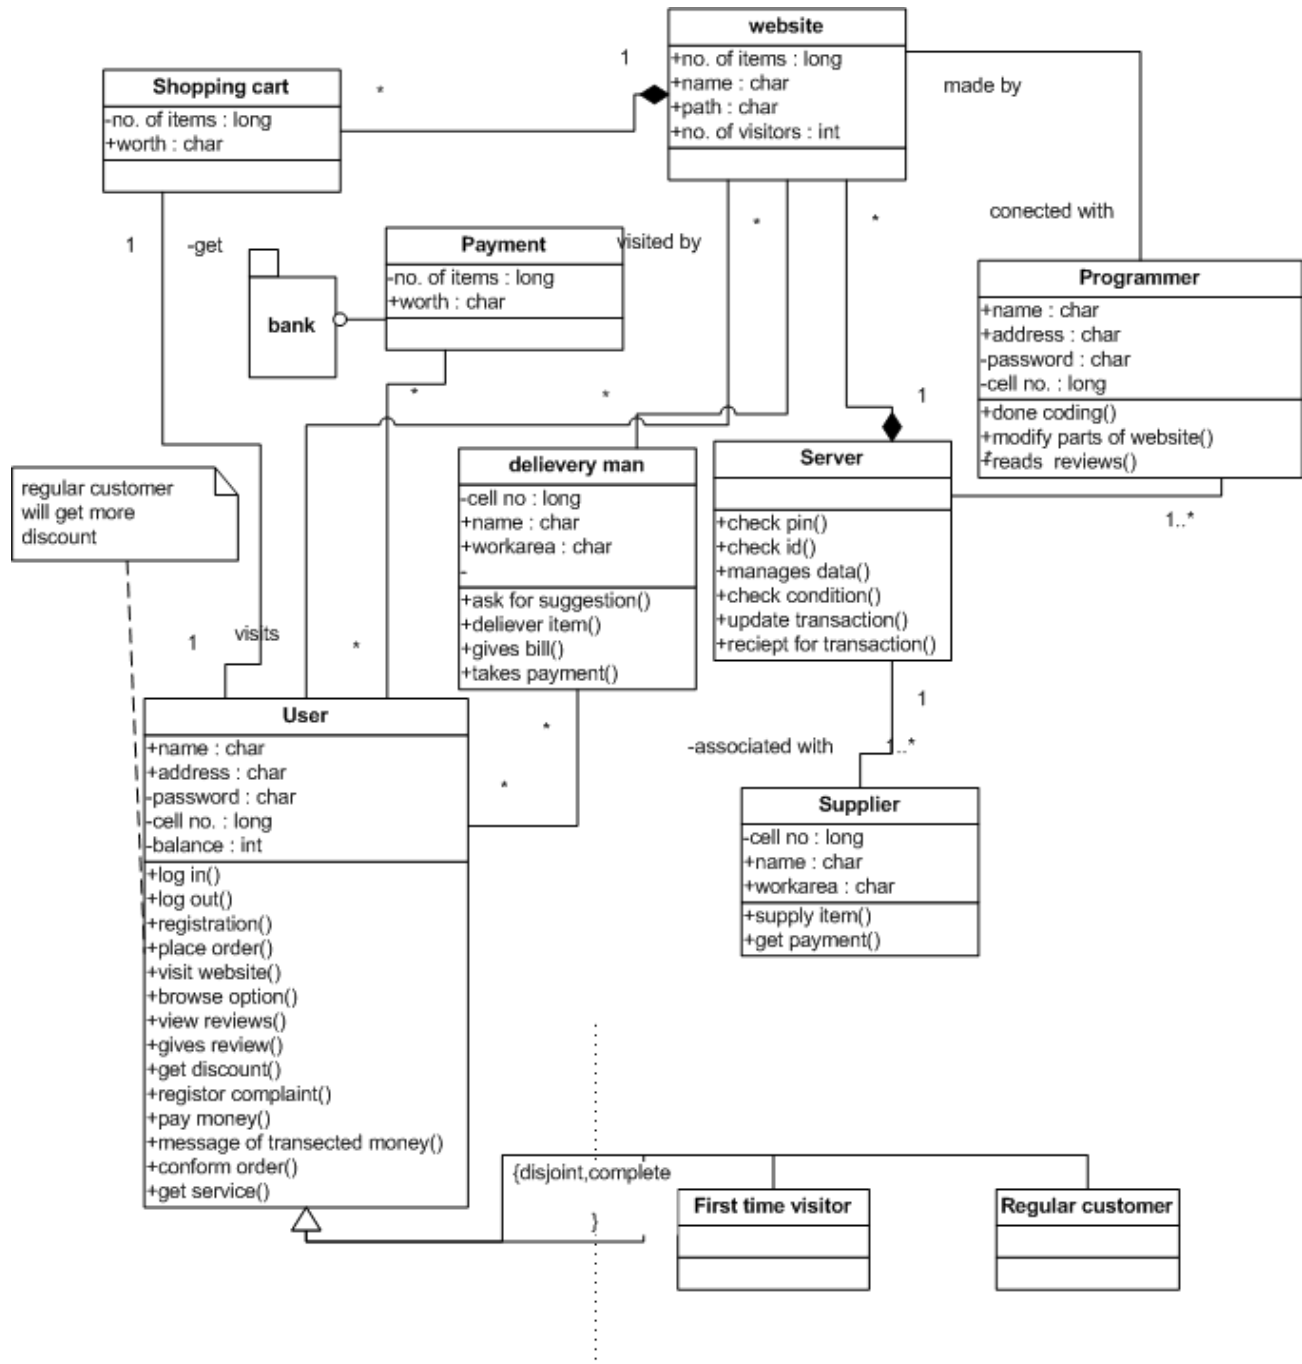 website
+no. of items : long
+name : char
+path : char
+no. of visitors : int
1
*
made by
Shopping cart
-no. of items : long
+worth : char
1
-get
*
*
visited by
conected with
Payment
-no. of items : long
+worth : char
bank
Programmer
+name : char
+address : char
-password : char
-cell no. : long
+done coding()
+modify parts of website()
+reads  reviews()
*
*
*
1
1..*
delievery man
-cell no : long
+name : char
+workarea : char
-
+ask for suggestion()
+deliever item()
+gives bill()
+takes payment()
Server
+check pin()
+check id()
+manages data()
+check condition()
+update transaction()
+reciept for transaction()
regular customer
will get more
discount
1
visits
*
*
*
1
-associated with
1..*
User
+name : char
+address : char
-password : char
-cell no. : long
-balance : int
+log in()
+log out()
+registration()
+place order()
+visit website()
+browse option()
+view reviews()
+gives review()
+get discount()
+registor complaint()
+pay money()
+message of transected money()
+conform order()
+get service()
Supplier
-cell no : long
+name : char
+workarea : char
+supply item()
+get payment()
{disjoint,complete
}
First time visitor
Regular customer